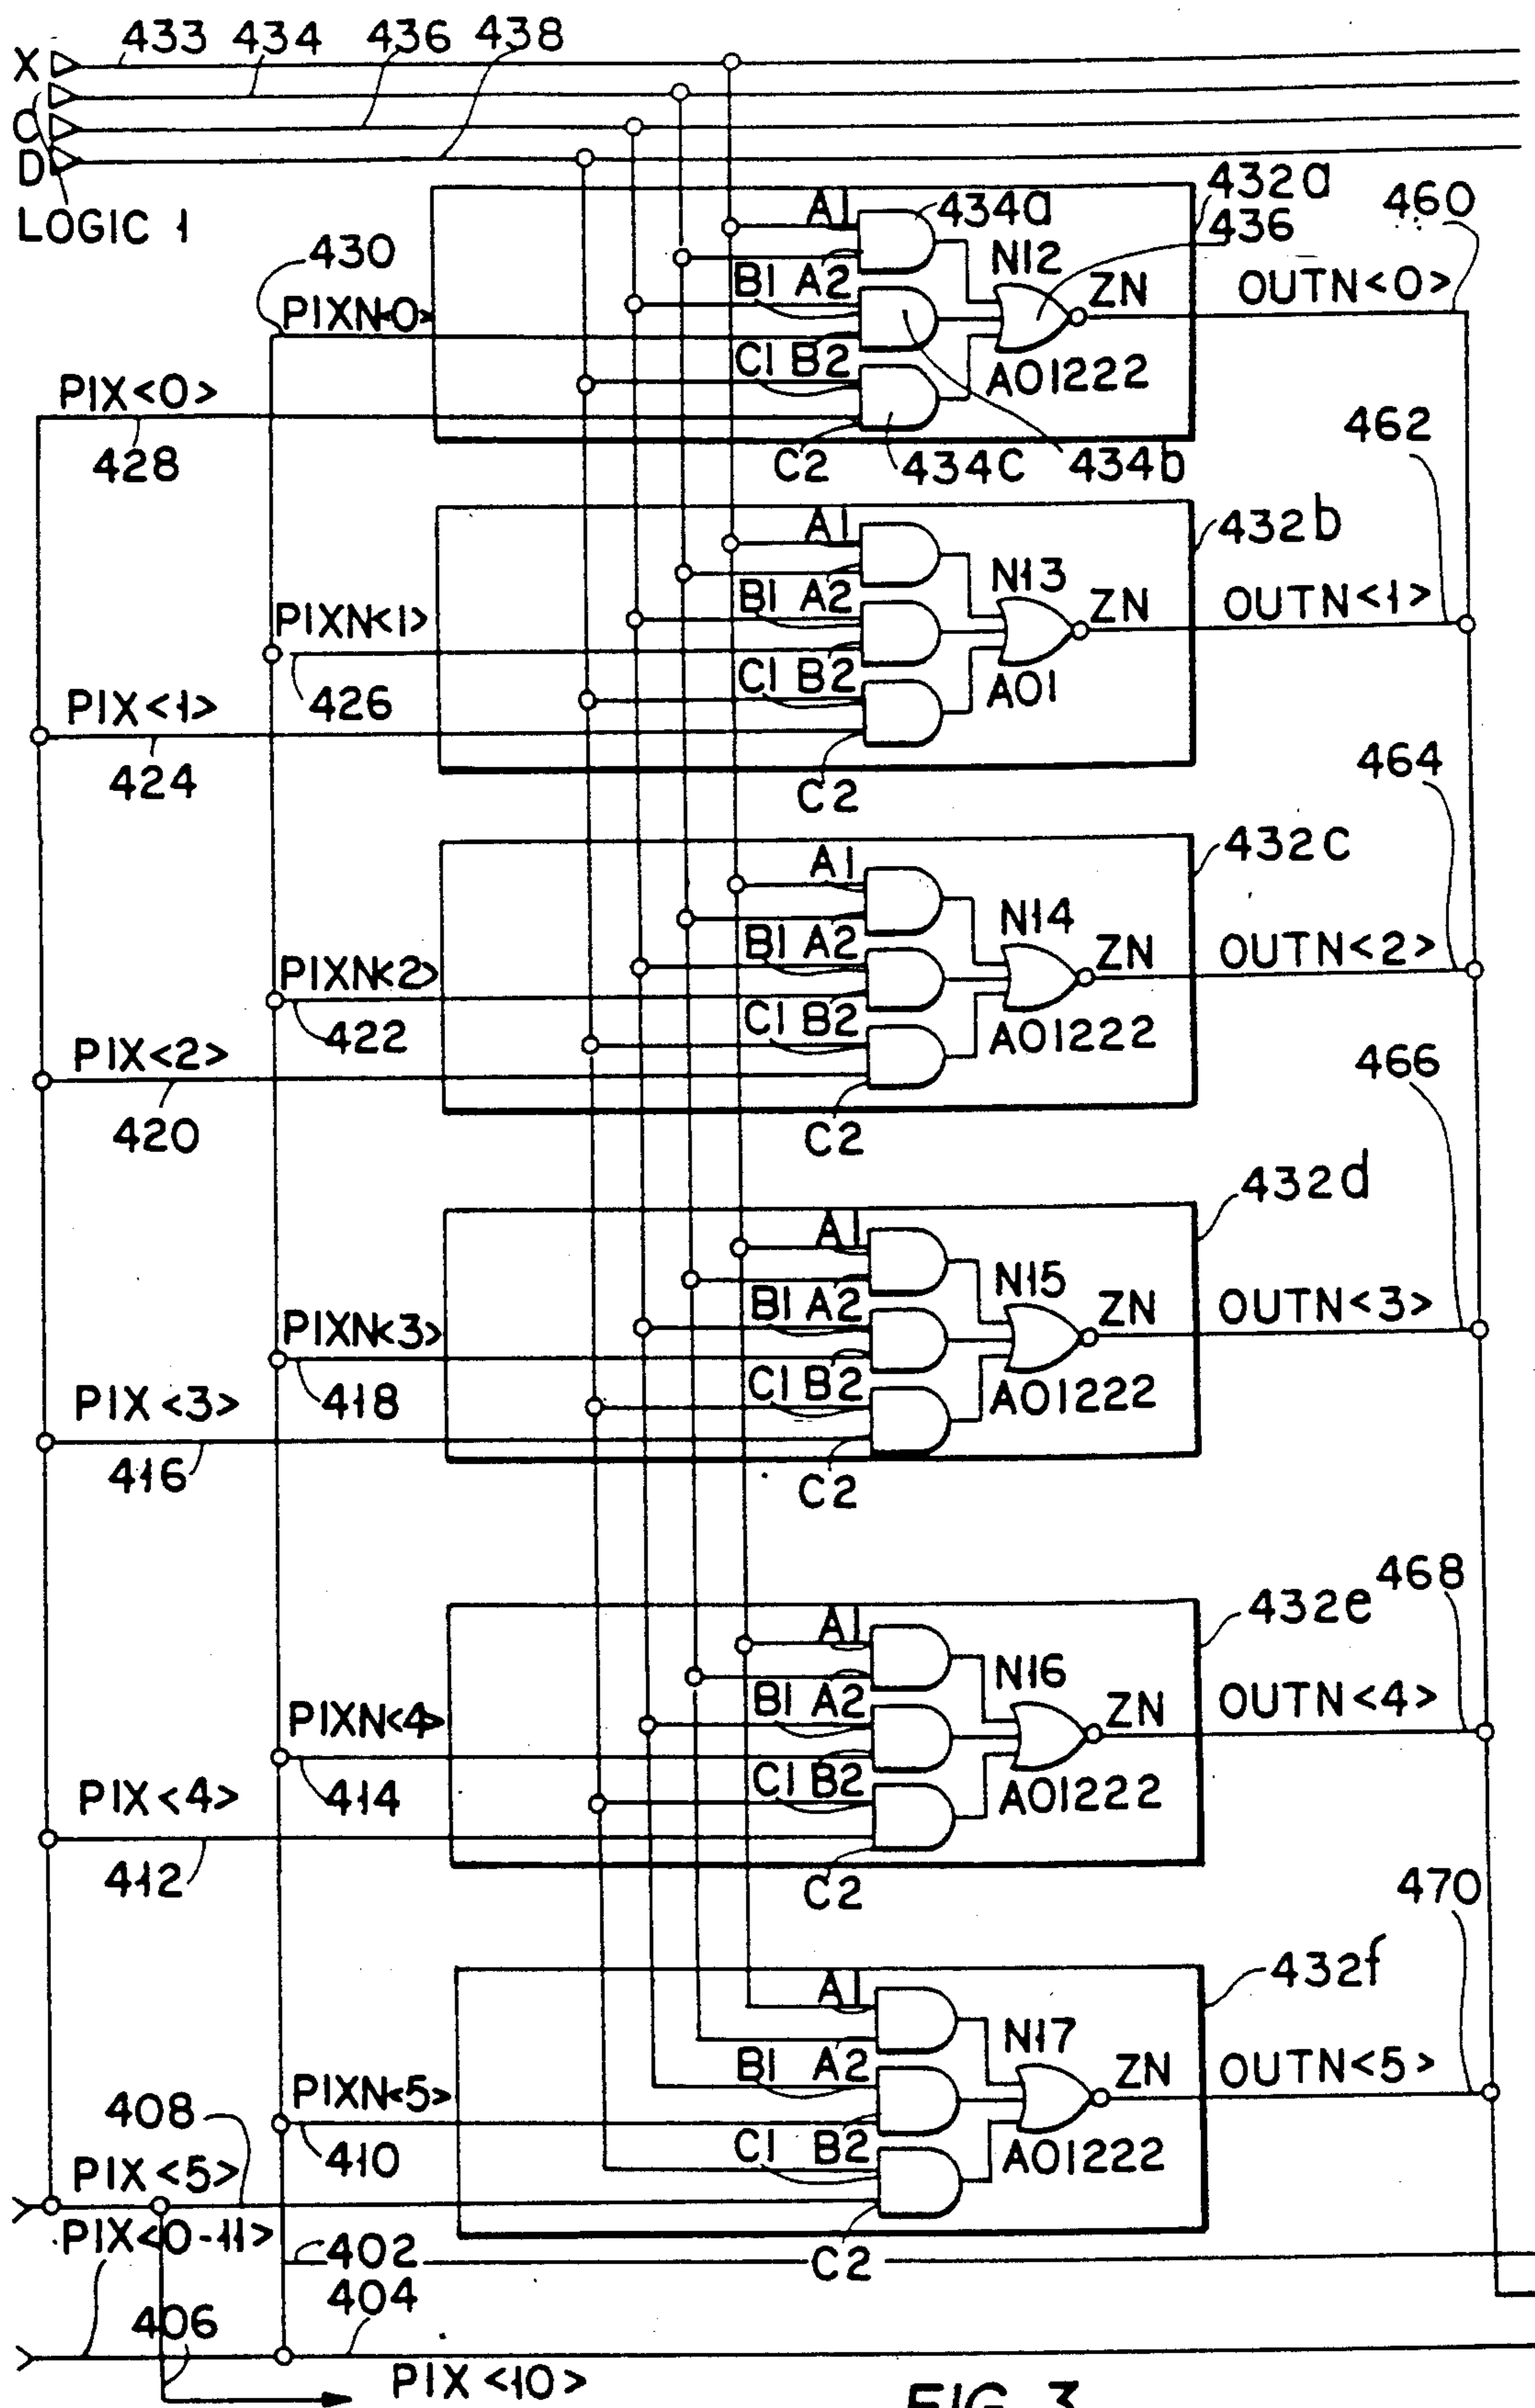 433 434 436 438
X
C
D
LOGIC 1
432a
A1 434a 460
436
430 N12
B1 A2 ZN OUTN<0>
PIXN<0>
C1 B2 AO1222
PIX<0>
428 C2 434C 434b 462
A1 432b
N13
B1 A2 ZN OUTN<1>
PIXN<1>
C1 B2 AO1
PIX<1> 426
424 C2 464
A1 432C
N14
B1 A2 ZN OUTN<2>
PIXN<2>
C1 B2 AO1222
422
PIX<2> 466
420 C2
432d
A1
N15
B1 A2 ZN OUTN<3>
PIXN<3>
C1 B2 AO1222
PIX<3> 418
416 C2
468
A1 432e
N16
B1 A2 ZN OUTN<4>
PIXN<4>
C1 B2 AO1222
PIX<4> 414
412 C2 470
A1 432f
N17
B1 A2 ZN OUTN<5>
PIXN<5>
408
C1 B2 AO1222
PIX<5> 410
PIX<0-11> 402 C2
404
406
PIX<10>
FIG. 3